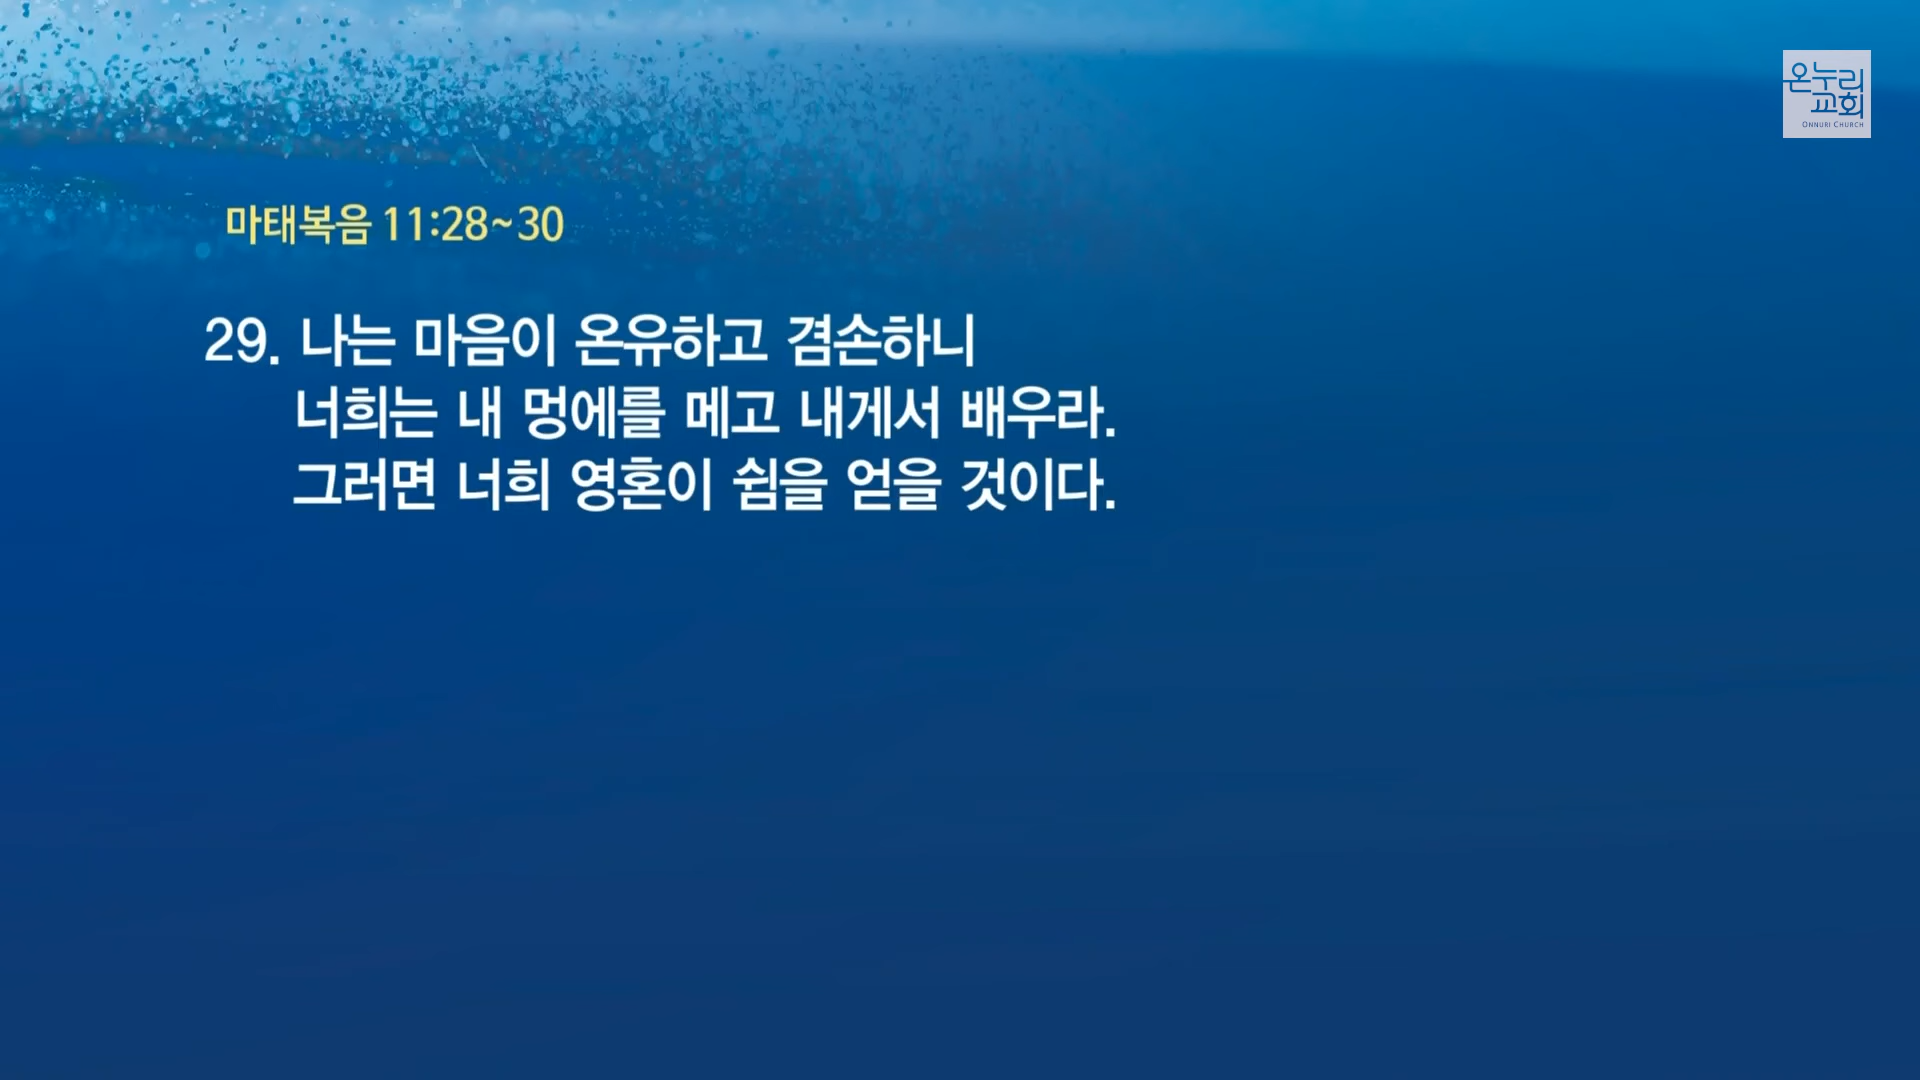 온누리
교회
ONNURI CHURCH
마태복음 11:28~30
29. 나는 마음이 온유하고 겸손하니
너희는 내 멍에를 메고 내게서 배우라.
그러면 너희 영혼이 쉼을 얻을 것이다.